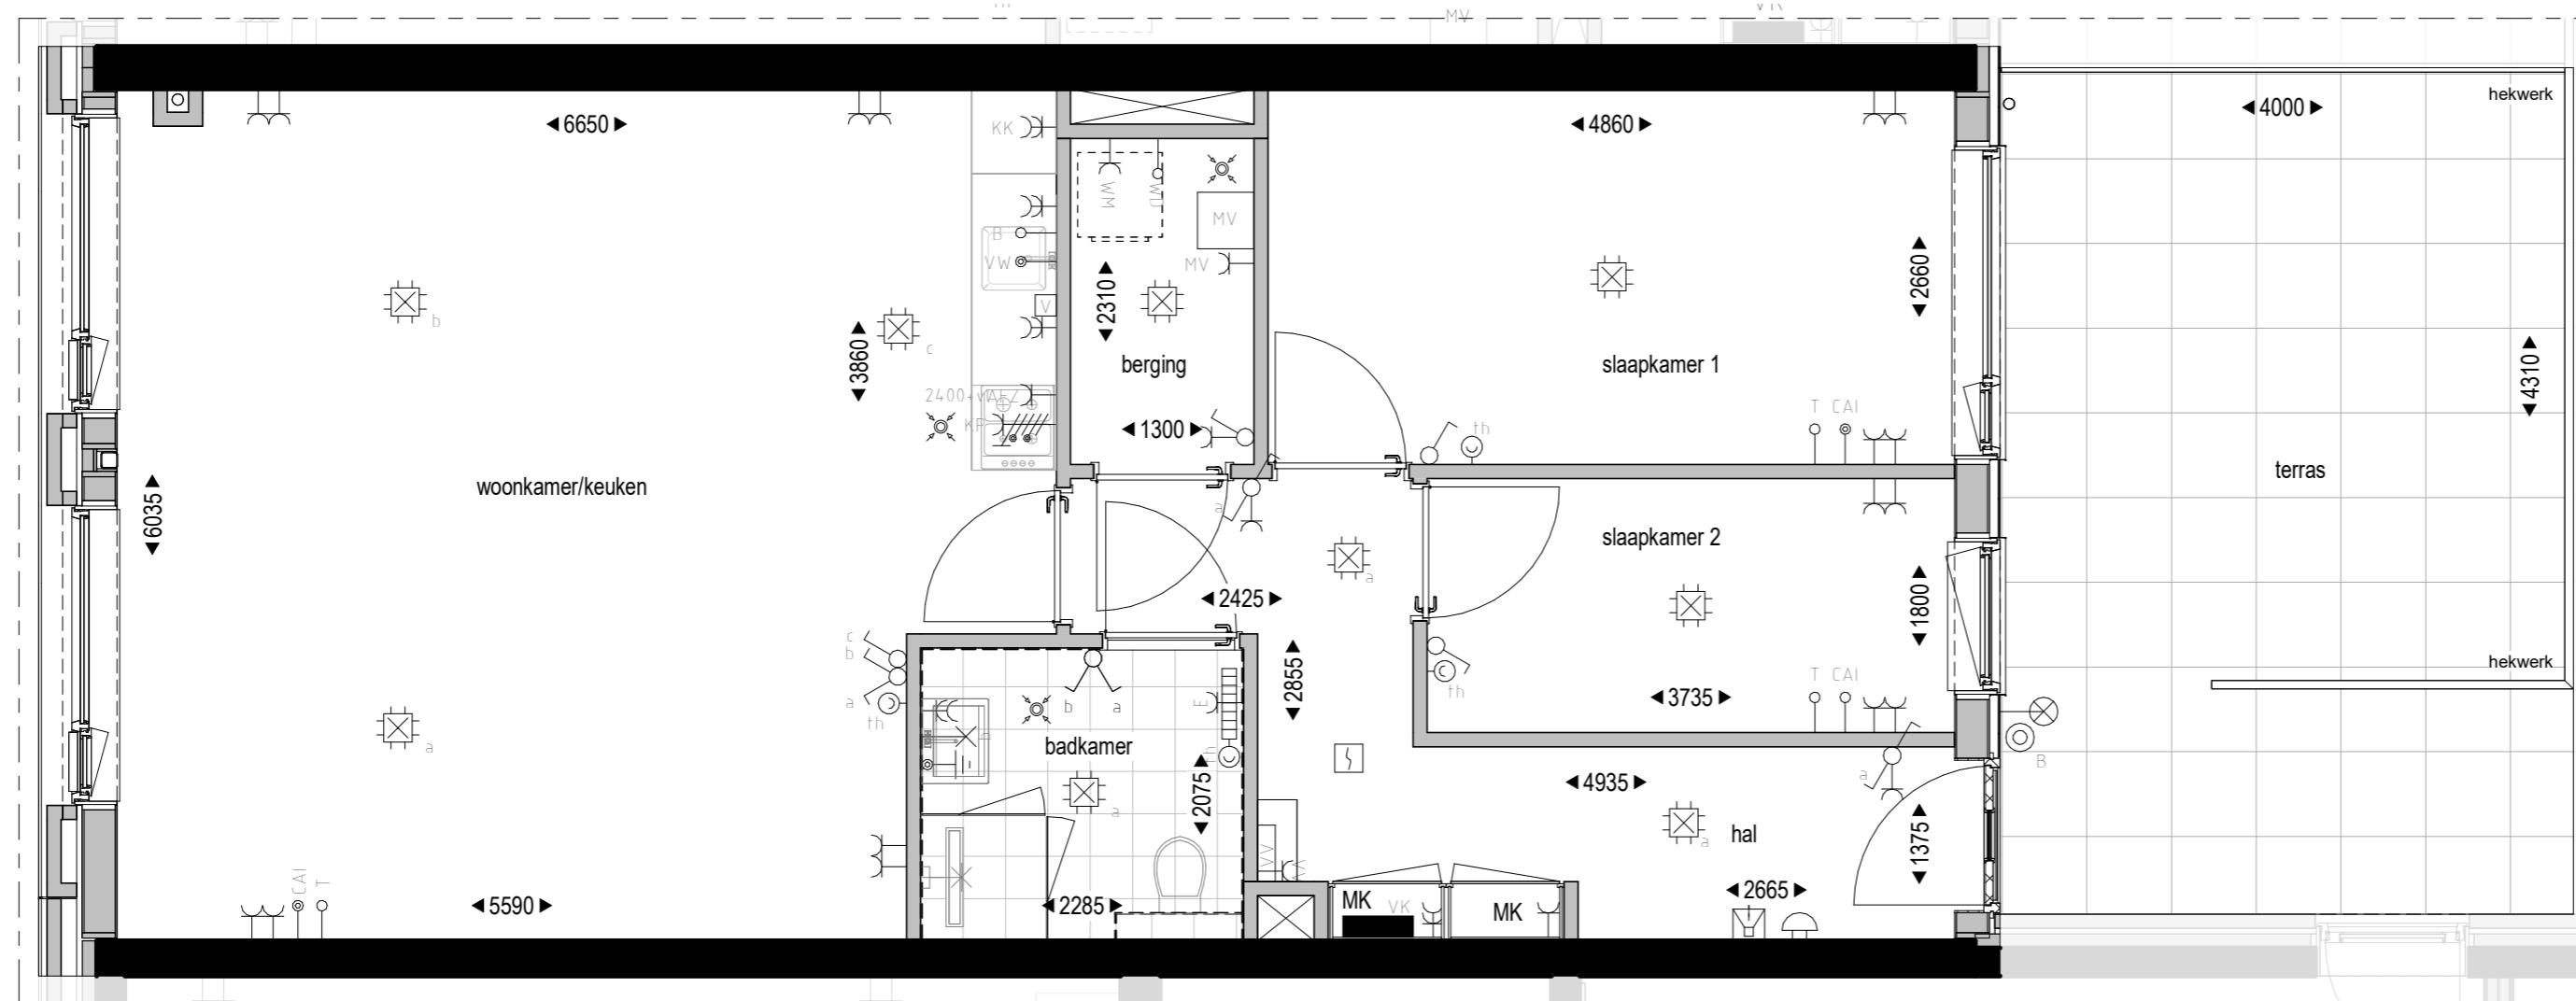 MV
VK
hekwerk
4000
6650
4860
KK
WM
WD
MV
B
VW
MV
V
2310
2660
b
c
3860
berging
slaapkamer 1
4310
KP
1300
T CAI
th
terras
6035
woonkamer/keuken
a
slaapkamer 2
a
2425
1800
c
b
a
th
2855
th
3735
T CAI
hekwerk
b
a
E
badkamer
a
B
a
2075
4935
a
a
hal
1375
CAI
T
5590
2285
MK
VK
MK
2665